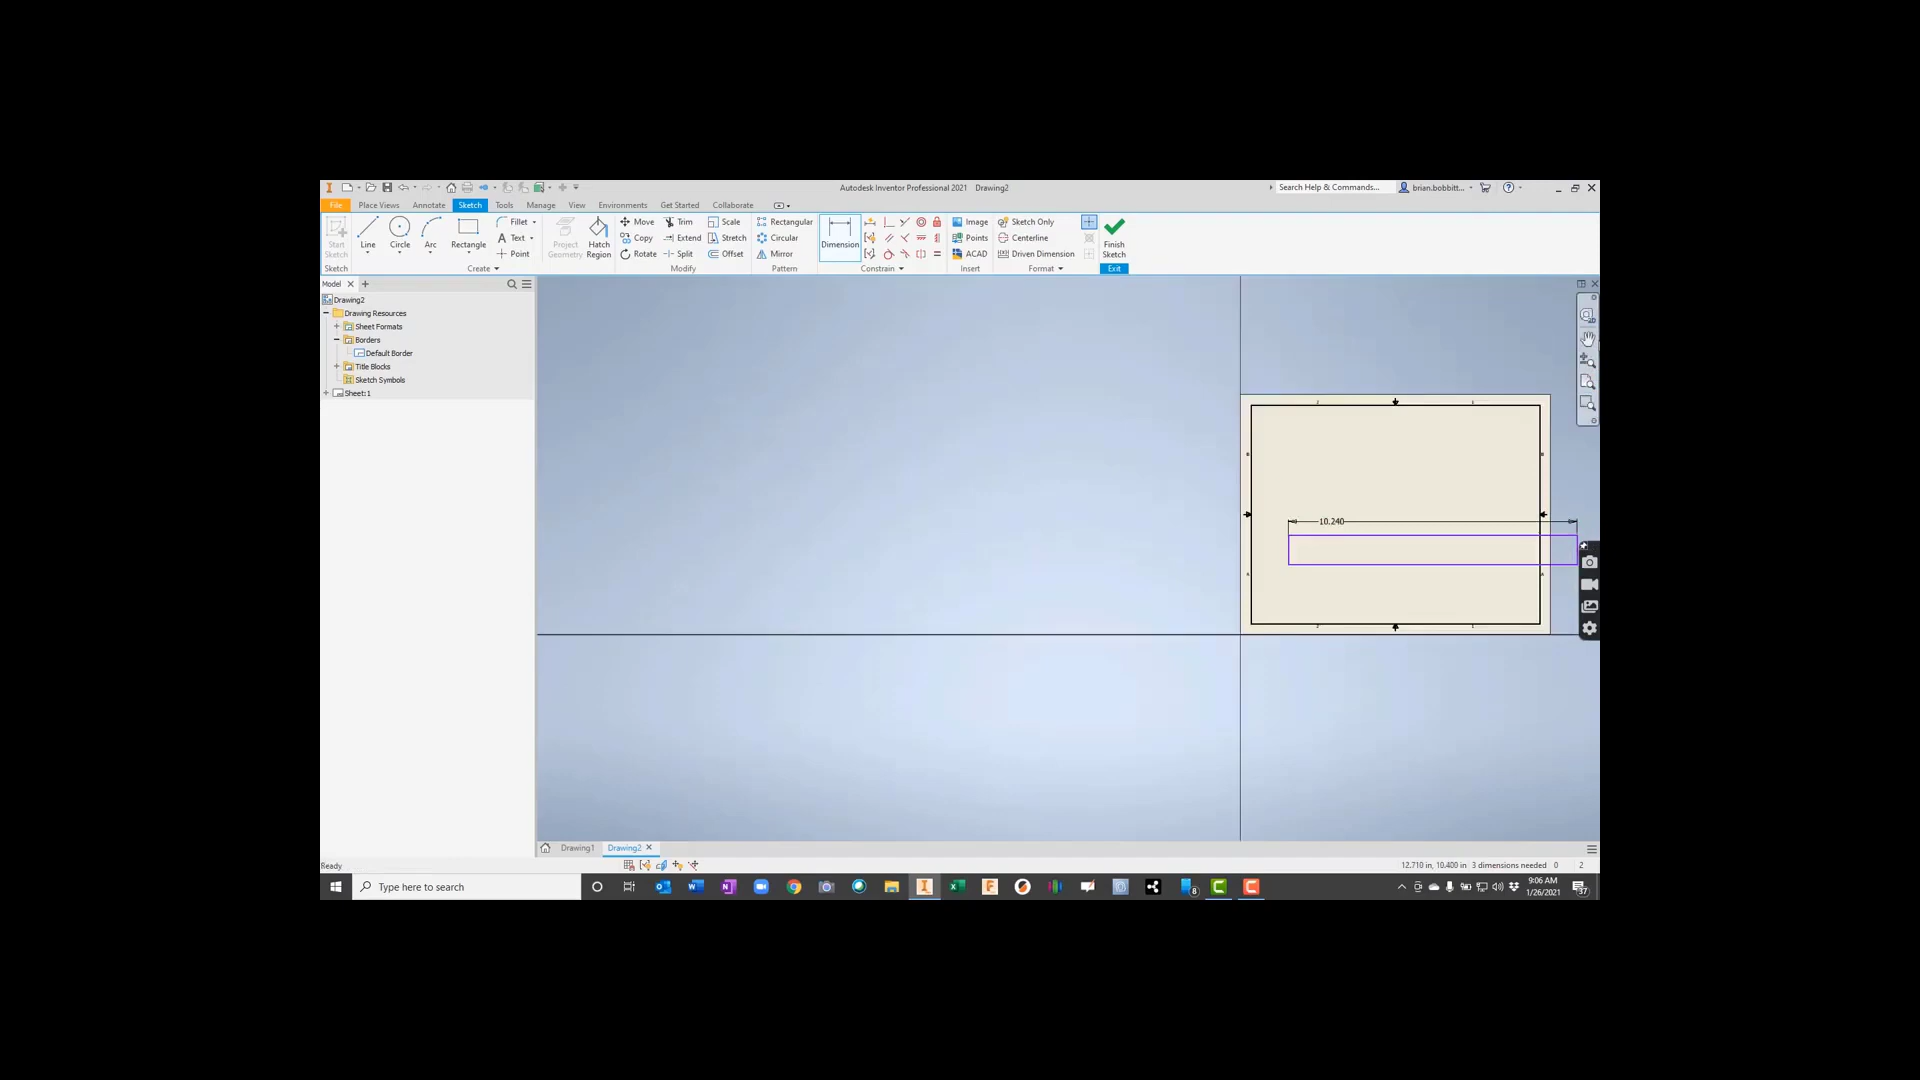 Autodesk Inventor Professional 2021 Drawing2
Search Help & Commands...
brian.bobbitt...
File Place Views Annotate Sketch Tools Manage View Environments Get Started Collaborate
Start Sketch
Line
Circle
Arc
Rectangle
Fillet
Text
Point
Project Geometry
Hatch Region
Move
Copy
Rotate
Trim
Extend
Split
Scale
Stretch
Offset
Rectangular
Circular
Mirror
Dimension
Image
Points
ACAD
Sketch Only
Centerline
Driven Dimension
Finish Sketch
Sketch Create Modify Pattern Constrain Insert Format Exit
Model
Drawing2
Drawing Resources
Sheet Formats
Borders
Default Border
Title Blocks
Sketch Symbols
Sheet:1
10.240
Drawing1 Drawing2
Ready
12.710 in, 10.400 in 3 dimensions needed 0 2
Type here to search
8
9:06 AM
1/26/2021
37